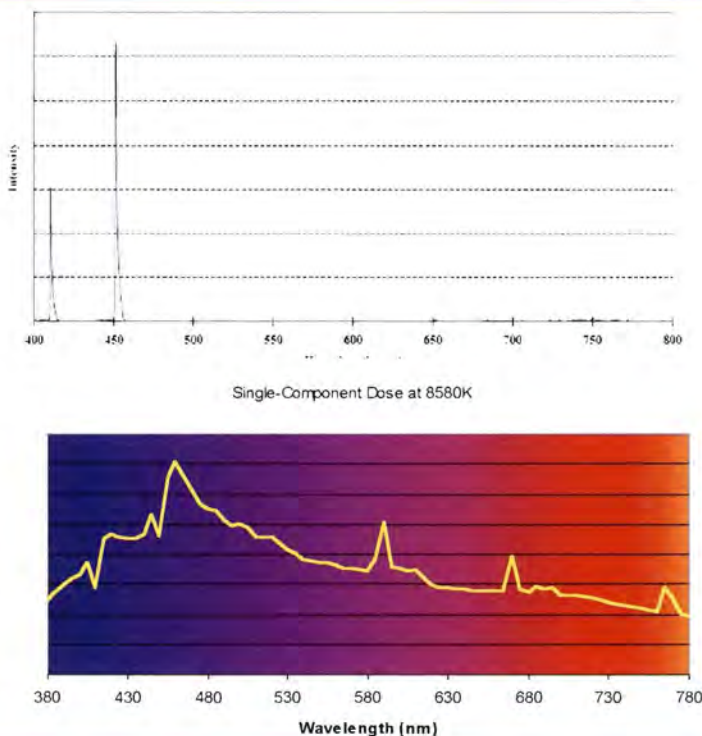 Intensity
400 450 500 550 600 650 700 750 800
Single-Component Dose at 8580K
380 430 480 530 580 630 680 730 780
Wavelength (nm)